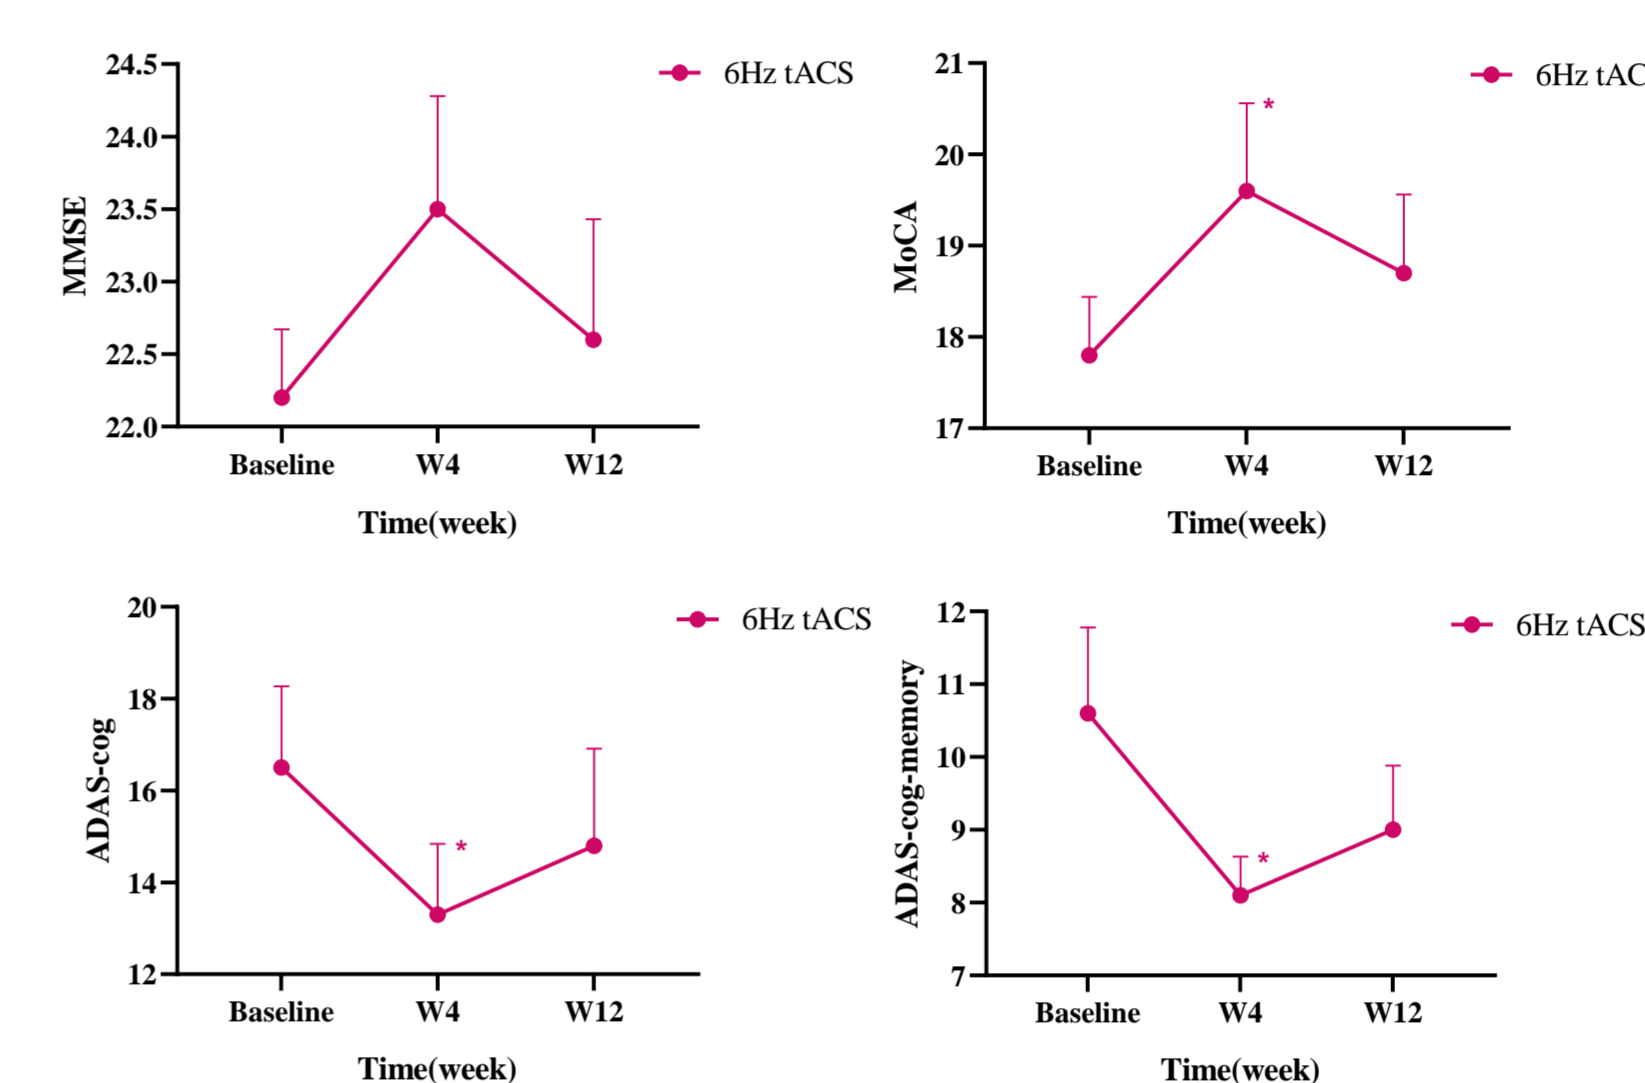 24.5
24.0
23.5
23.0
22.5
22.0
MMSE
6Hz tACS
Baseline W4 W12
Time(week)
21
20
19
18
17
MoCA
6Hz tAC
*
Baseline W4 W12
Time(week)
20
18
16
14
12
ADAS-cog
6Hz tACS
*
Baseline W4 W12
Time(week)
12
11
10
9
8
7
ADAS-cog-memory
6Hz tACS
*
Baseline W4 W12
Time(week)